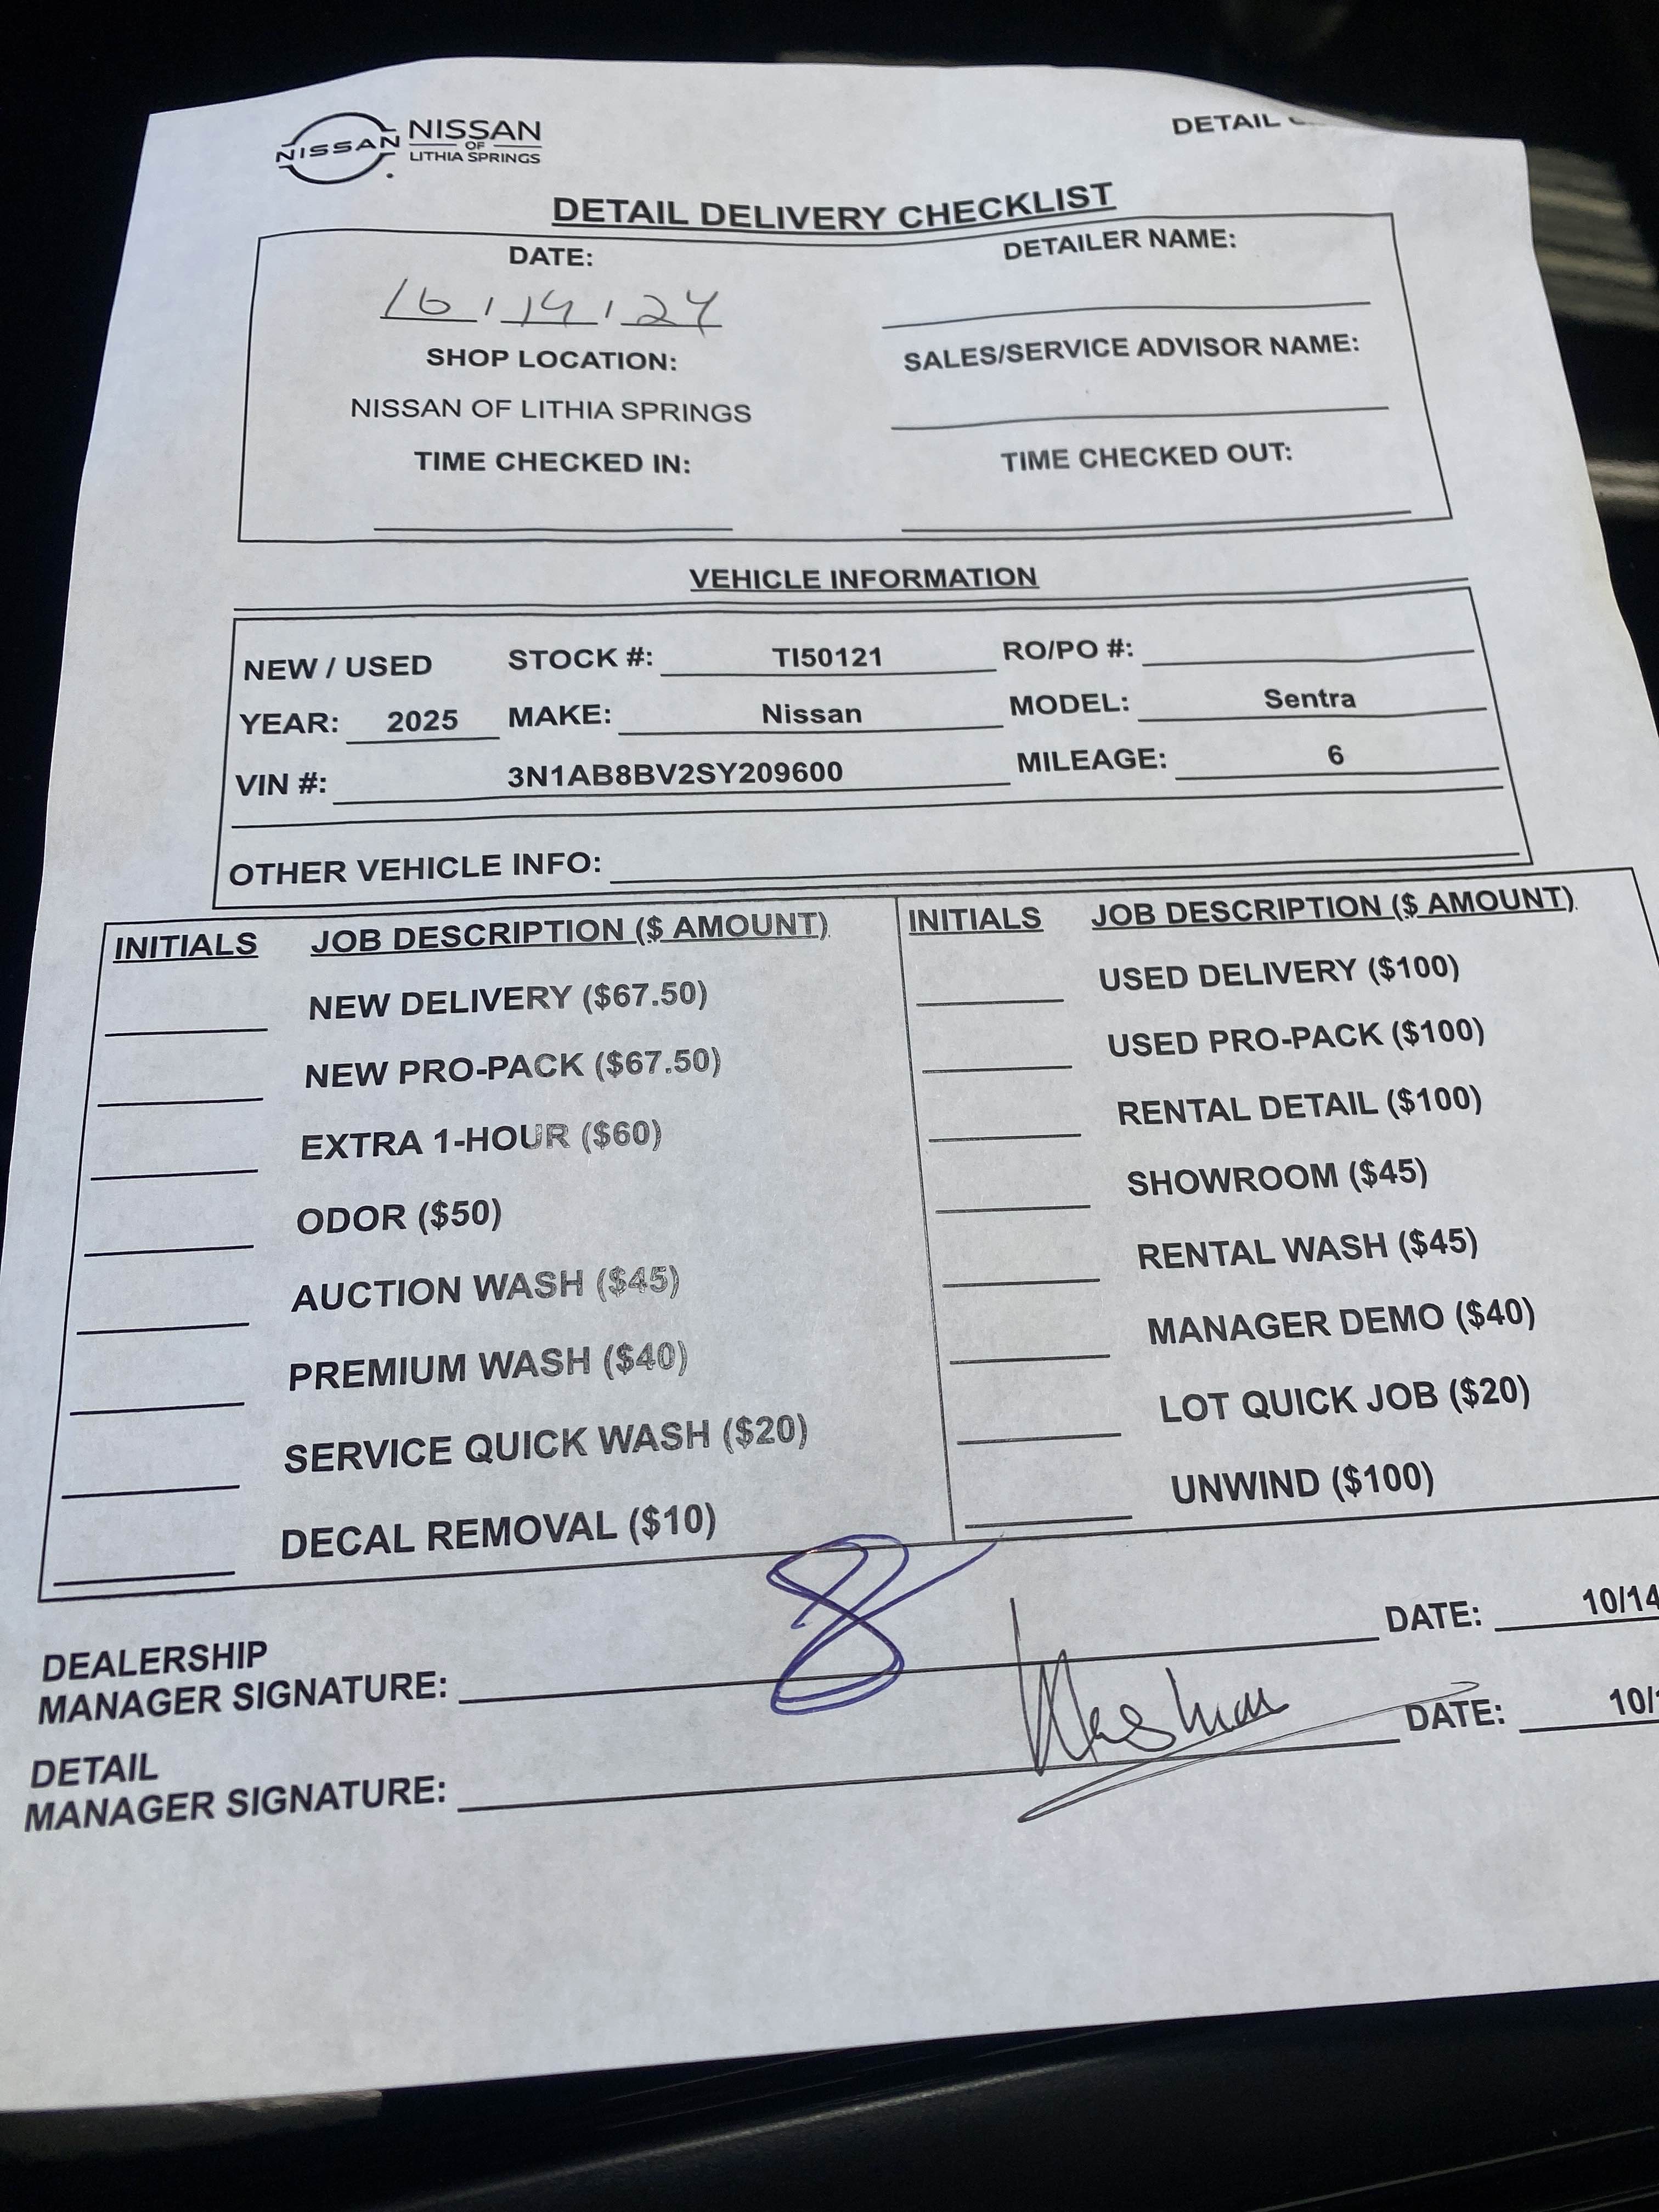 NISSAN NISSAN
OF
LITHIA SPRINGS
DETAIL
DETAIL DELIVERY CHECKLIST
DATE: DETAILER NAME:
10 / 14 / 24
SHOP LOCATION: SALES/SERVICE ADVISOR NAME:
NISSAN OF LITHIA SPRINGS
TIME CHECKED IN: TIME CHECKED OUT:
VEHICLE INFORMATION
NEW / USED STOCK #: TI50121 RO/PO #:
YEAR: 2025 MAKE: Nissan MODEL: Sentra
VIN #: 3N1AB8BV2SY209600 MILEAGE: 6
OTHER VEHICLE INFO:
INITIALS JOB DESCRIPTION ($ AMOUNT) INITIALS JOB DESCRIPTION ($ AMOUNT)
NEW DELIVERY ($67.50) USED DELIVERY ($100)
NEW PRO-PACK ($67.50) USED PRO-PACK ($100)
EXTRA 1-HOUR ($60) RENTAL DETAIL ($100)
ODOR ($50) SHOWROOM ($45)
AUCTION WASH ($45) RENTAL WASH ($45)
PREMIUM WASH ($40) MANAGER DEMO ($40)
SERVICE QUICK WASH ($20) LOT QUICK JOB ($20)
DECAL REMOVAL ($10) UNWIND ($100)
DEALERSHIP
MANAGER SIGNATURE: DATE: 10/14
DETAIL
MANAGER SIGNATURE: DATE: 10/